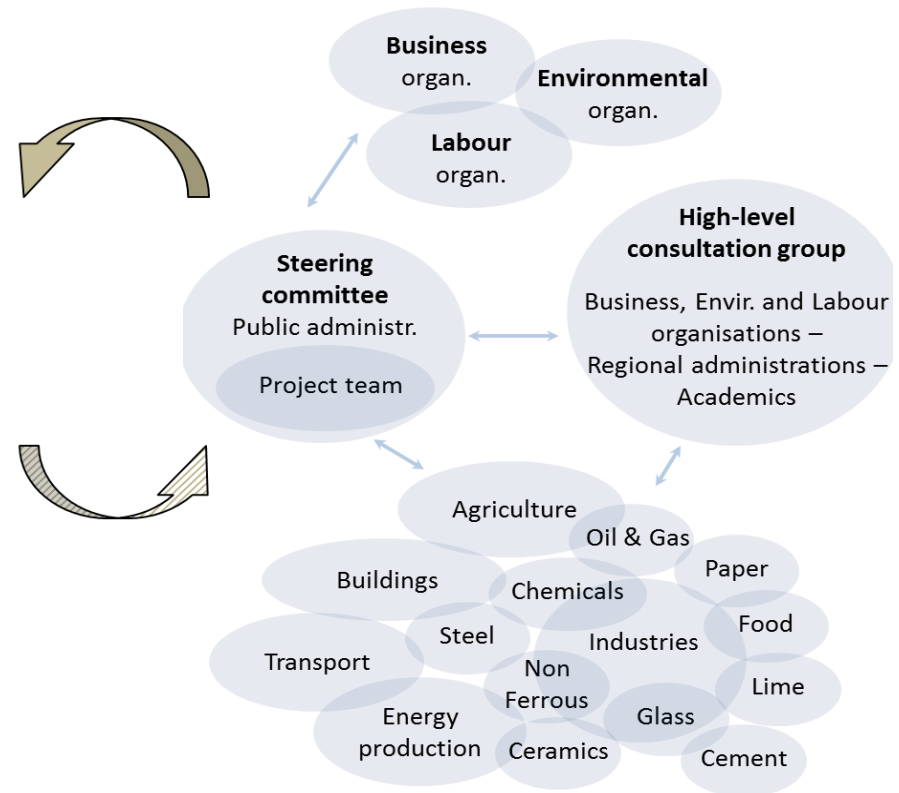 Business
organ.
Environmental
organ.
Labour
organ.
High-level
consultation group
Business, Envir. and Labour
organisations –
Regional administrations –
Academics
Steering
committee
Public administr.
Project team
Agriculture
Oil & Gas
Paper
Buildings
Chemicals
Food
Steel
Industries
Transport
Non
Ferrous
Lime
Glass
Energy
production
Ceramics
Cement